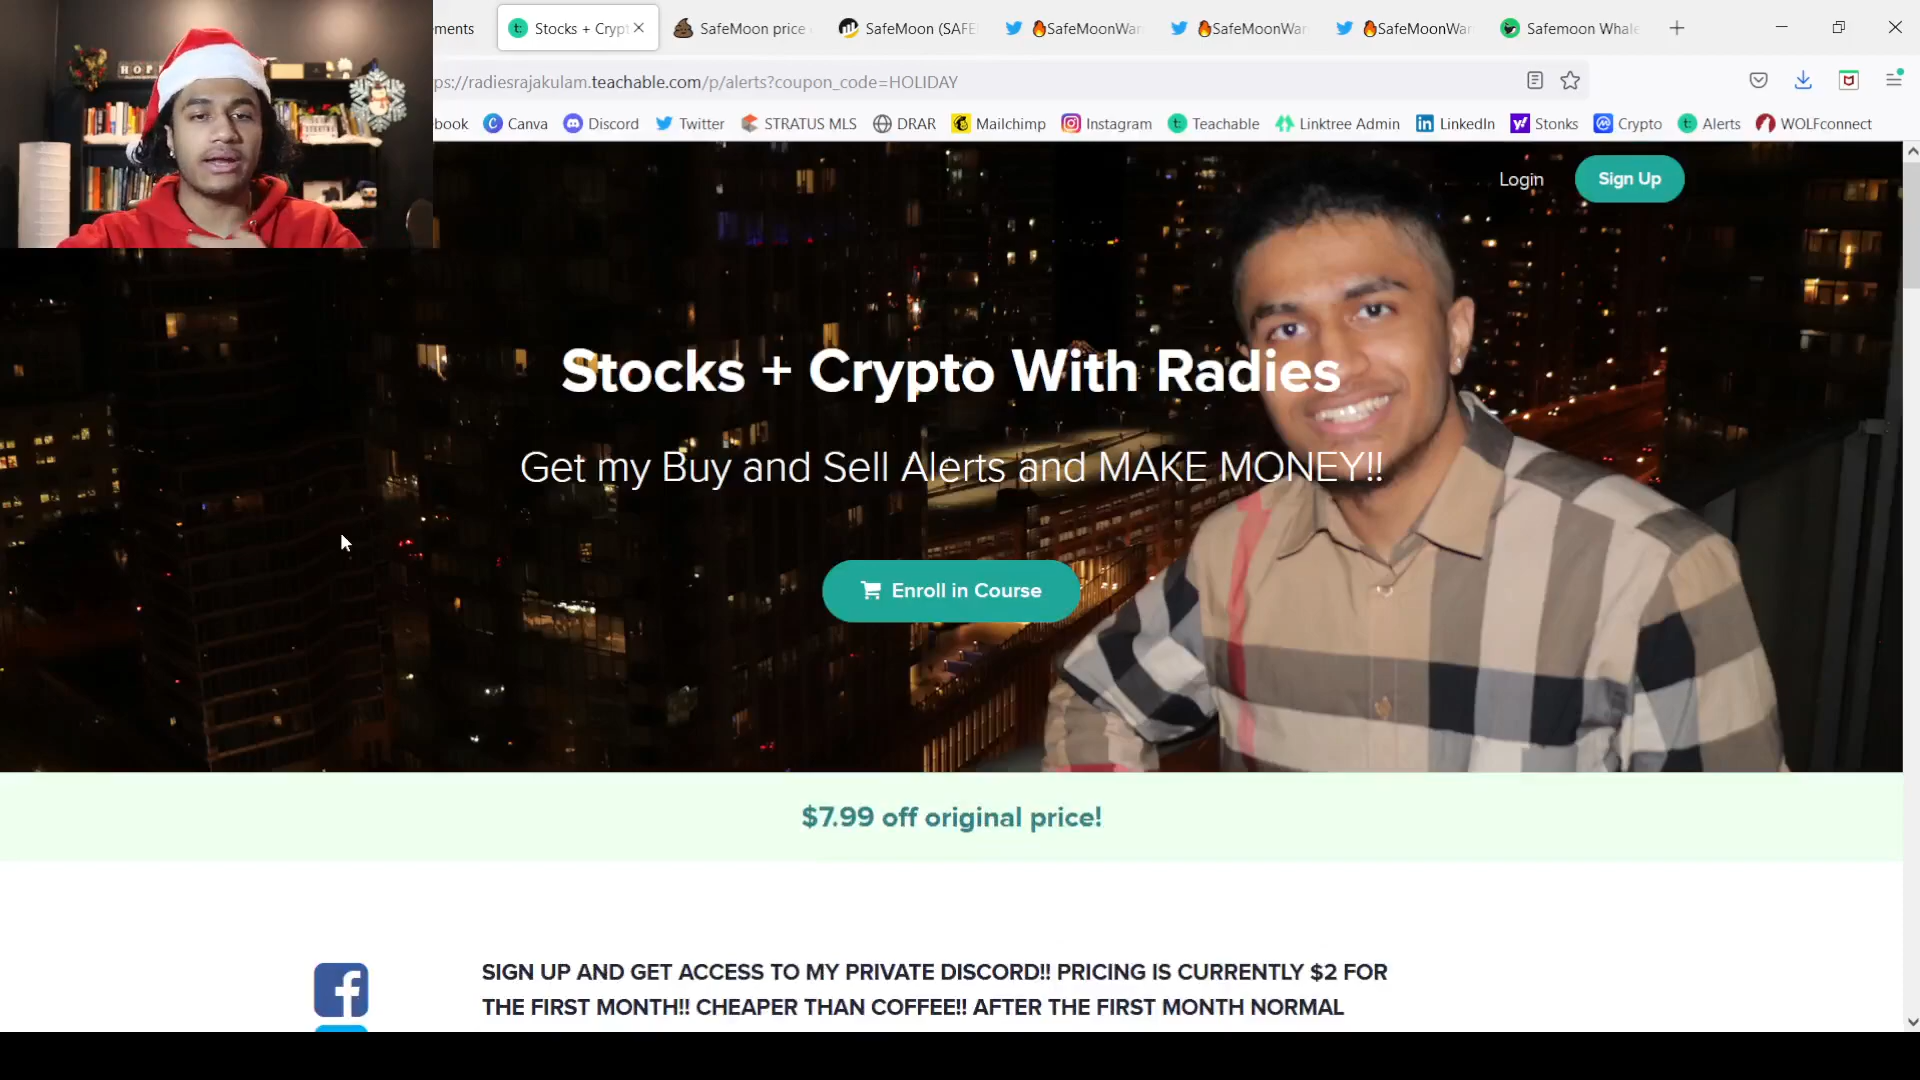 ments
Stocks + Crypt
SafeMoon price
SafeMoon (SAFE
SafeMoonWar
SafeMoonWar
SafeMoonWar
Safemoon Whale
ps://radiesrajakulam.teachable.com/p/alerts?coupon_code=HOLIDAY
book
Canva
Discord
Twitter
STRATUS MLS
DRAR
Mailchimp
Instagram
Teachable
Linktree Admin
LinkedIn
Stonks
Crypto
Alerts
WOLFconnect
HOP
Login
Sign Up
Stocks + Crypto With Radies
Get my Buy and Sell Alerts and MAKE MONEY!!
Enroll in Course
$7.99 off original price!
SIGN UP AND GET ACCESS TO MY PRIVATE DISCORD!! PRICING IS CURRENTLY $2 FOR
THE FIRST MONTH!! CHEAPER THAN COFFEE!! AFTER THE FIRST MONTH NORMAL